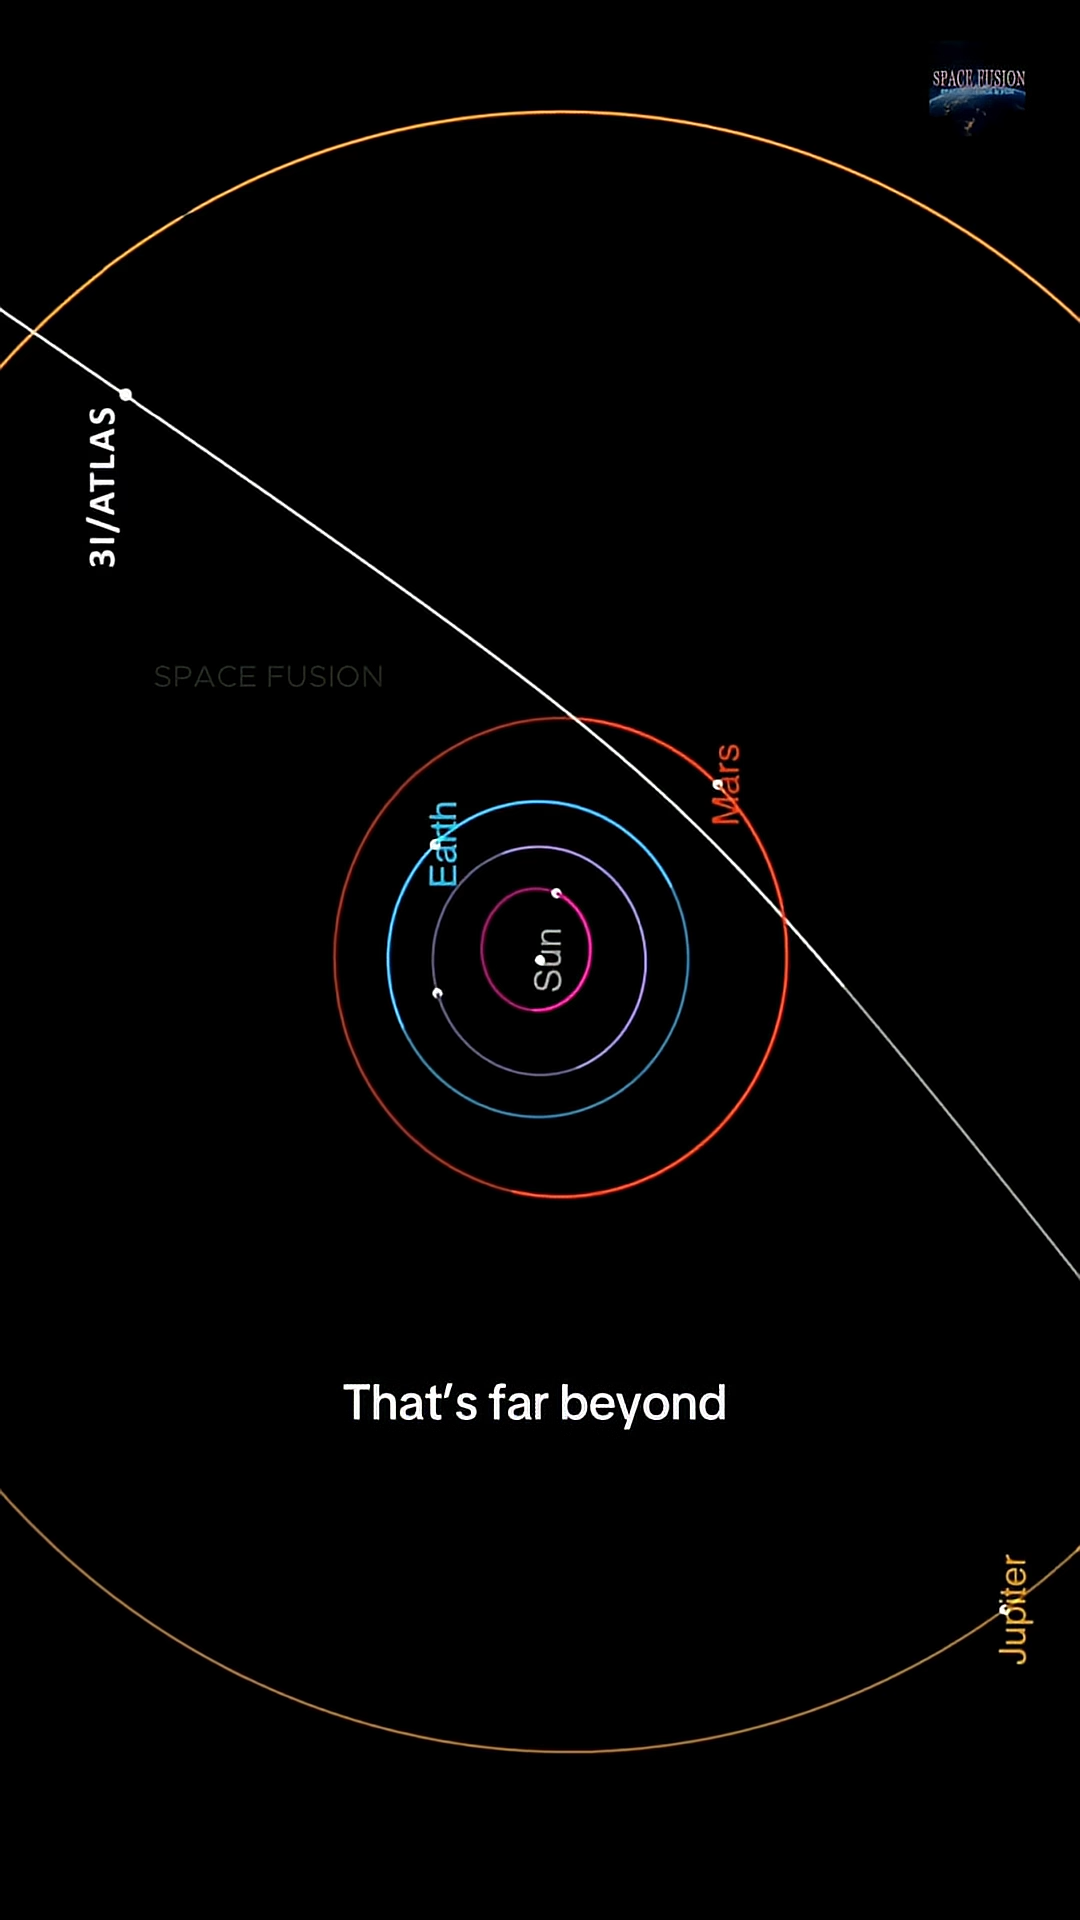 SPACE FUSION
3I/ATLAS
SPACE FUSION
Mars
Earth
Sun
That's far beyond
Jupiter